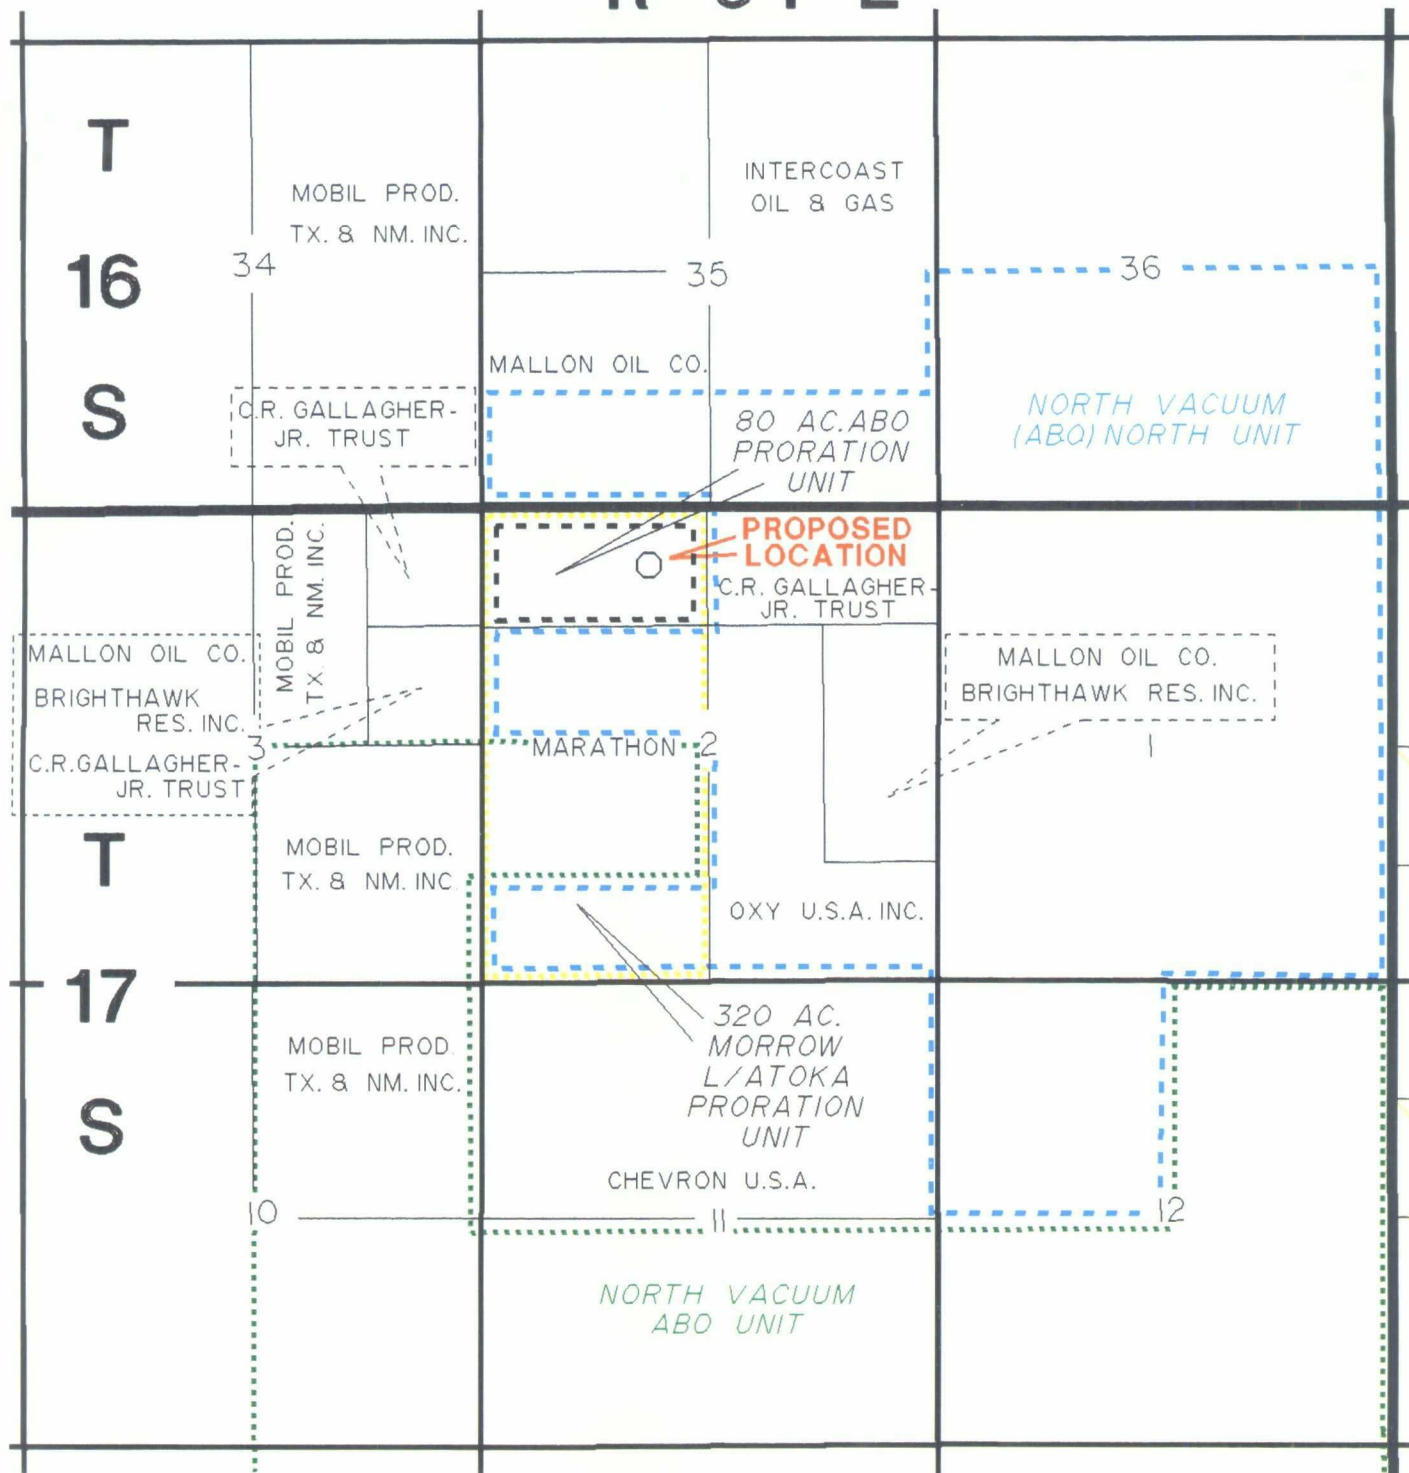 T
16
S
MOBIL PROD.
TX. & NM. INC.
INTERCOAST
OIL & GAS
34
35
36
MALLON OIL CO.
C.R. GALLAGHER-
JR. TRUST
80 AC. ABO
PRORATION
UNIT
NORTH VACUUM
(ABO) NORTH UNIT
MOBIL PROD.
TX. & NM. INC.
PROPOSED
LOCATION
C.R. GALLAGHER-
JR. TRUST
MALLON OIL CO.
BRIGHTHAWK
RES. INC.
C.R. GALLAGHER-
JR. TRUST
MALLON OIL CO.
BRIGHTHAWK RES. INC.
3
MARATHON
2
1
T
17
S
MOBIL PROD.
TX. & NM. INC.
OXY U.S.A. INC.
MOBIL PROD.
TX. & NM. INC.
320 AC.
MORROW
L/ATOKA
PRORATION
UNIT
CHEVRON U.S.A.
10
11
12
NORTH VACUUM
ABO UNIT